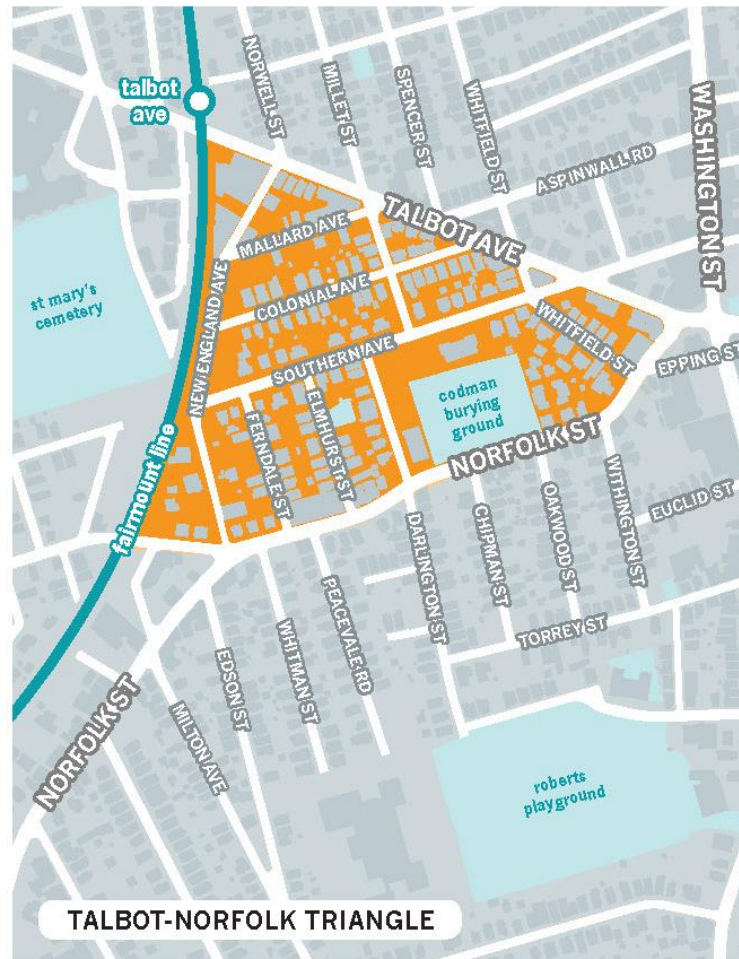 talbot
ave
NORWELL ST
MILLET ST
SPENCER ST
WHITFIELD ST
WASHINGTON ST
ASPINWALL RD
TALBOT AVE
MALLARD AVE
st mary's
cemetery
NEW ENGLAND AVE
COLONIAL AVE
SOUTHERN AVE
WHITFIELD ST
EPPING ST
codman
burying
ground
ELMHURST ST
FERNDALE ST
NORFOLK ST
fairmount line
WITHINGTON ST
EUCLID ST
OAKWOOD ST
CHIPMAN ST
DARLINGTON ST
PEACEVALE RD
TORREY ST
WHITMAN ST
EDSON ST
MILTON AVE
NORFOLK ST
roberts
playground
TALBOT-NORFOLK TRIANGLE